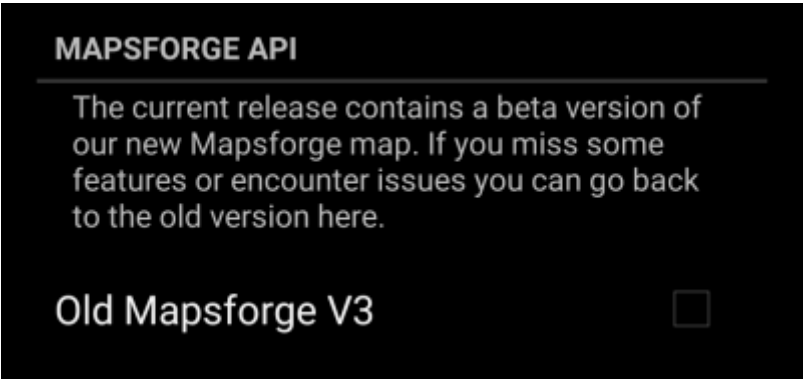 MAPSFORGE API
The current release contains a beta version of
our new Mapsforge map. If you miss some
features or encounter issues you can go back
to the old version here.
Old Mapsforge V3